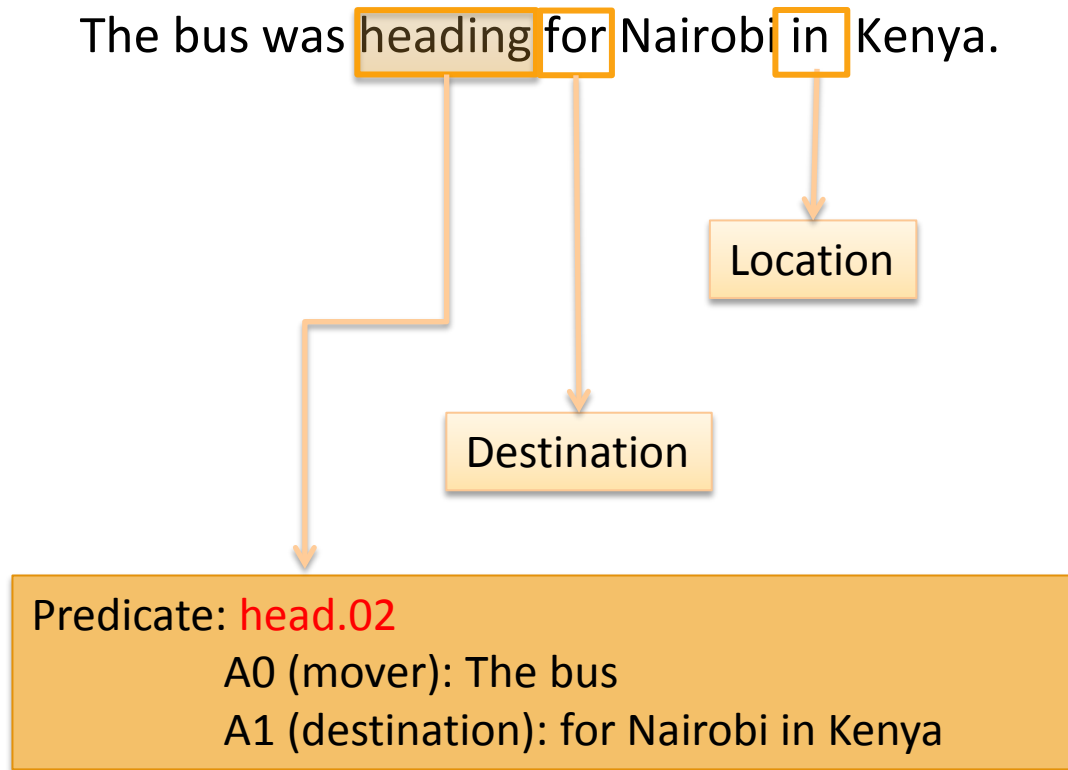 The bus was heading for Nairobi in Kenya.
Location
Destination
Predicate: head.02
A0 (mover): The bus
A1 (destination): for Nairobi in Kenya